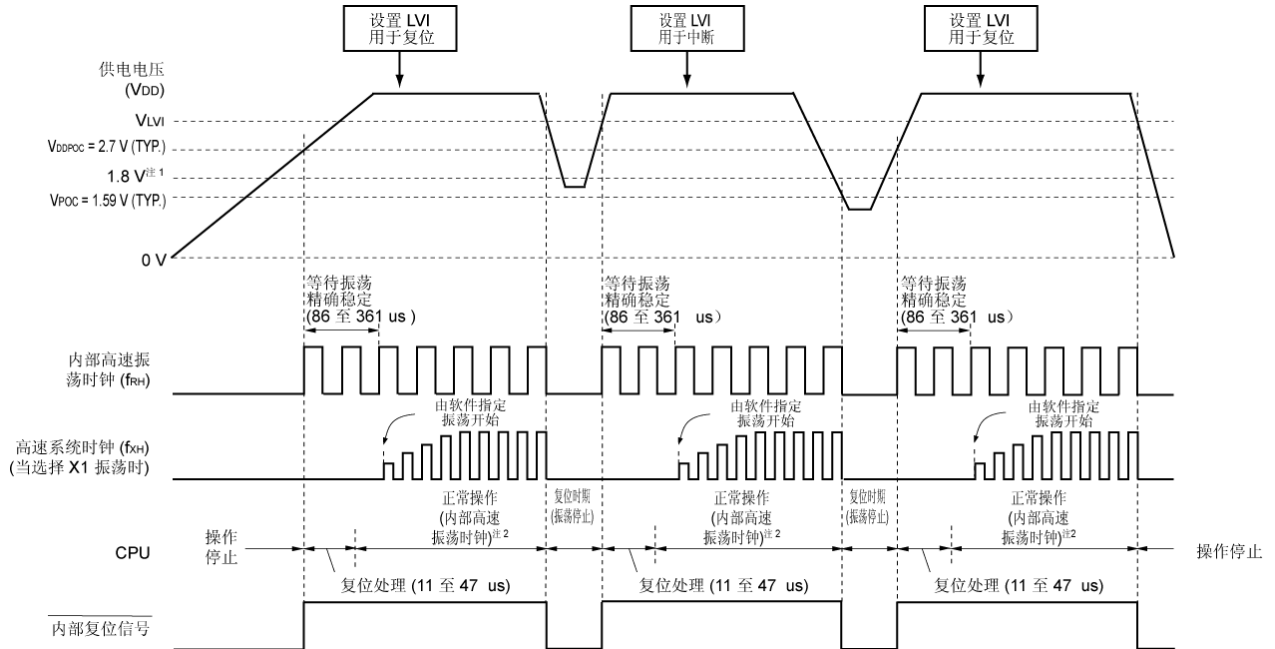 设置 LVI
用于复位
设置 LVI
用于中断
设置 LVI
用于复位
供电电压
(VDD)
VLVI
VDDPOC = 2.7 V (TYP.)
1.8 V注 1
VPOC = 1.59 V (TYP.)
0 V
等待振荡
精确稳定
(86 至 361 us )
等待振荡
精确稳定
(86 至 361 us)
等待振荡
精确稳定
(86 至 361 us)
内部高速振
荡时钟 (fRH)
由软件指定
振荡开始
由软件指定
振荡开始
由软件指定
振荡开始
高速系统时钟 (fXH)
(当选择 X1 振荡时)
正常操作
(内部高速
振荡时钟)注 2
复位时期
(振荡停止)
正常操作
(内部高速
振荡时钟)注 2
复位时期
(振荡停止)
正常操作
(内部高速
振荡时钟)注2
CPU
操作
停止
操作停止
复位处理 (11 至 47 us)
复位处理 (11 至 47 us)
复位处理 (11 至 47 us)
内部复位信号